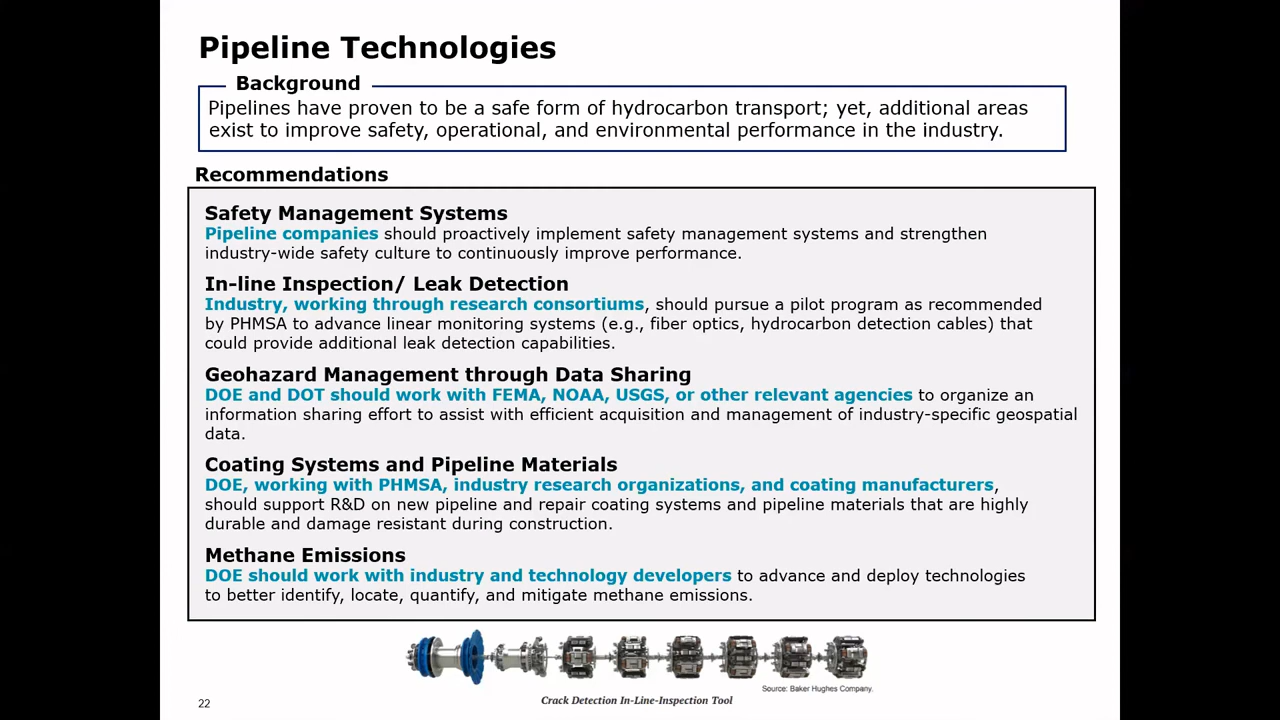 Pipeline Technologies
Background
Pipelines have proven to be a safe form of hydrocarbon transport; yet, additional areas
exist to improve safety, operational, and environmental performance in the industry.
Recommendations
Safety Management Systems
Pipeline companies should proactively implement safety management systems and strengthen
industry-wide safety culture to continuously improve performance.
In-line Inspection/ Leak Detection
Industry, working through research consortiums, should pursue a pilot program as recommended
by PHMSA to advance linear monitoring systems (e.g., fiber optics, hydrocarbon detection cables) that
could provide additional leak detection capabilities.
Geohazard Management through Data Sharing
DOE and DOT should work with FEMA, NOAA, USGS, or other relevant agencies to organize an
information sharing effort to assist with efficient acquisition and management of industry-specific geospatial
data.
Coating Systems and Pipeline Materials
DOE, working with PHMSA, industry research organizations, and coating manufacturers,
should support R&D on new pipeline and repair coating systems and pipeline materials that are highly
durable and damage resistant during construction.
Methane Emissions
DOE should work with industry and technology developers to advance and deploy technologies
to better identify, locate, quantify, and mitigate methane emissions.
Source: Baker Hughes Company.
Crack Detection In-Line-Inspection Tool
22